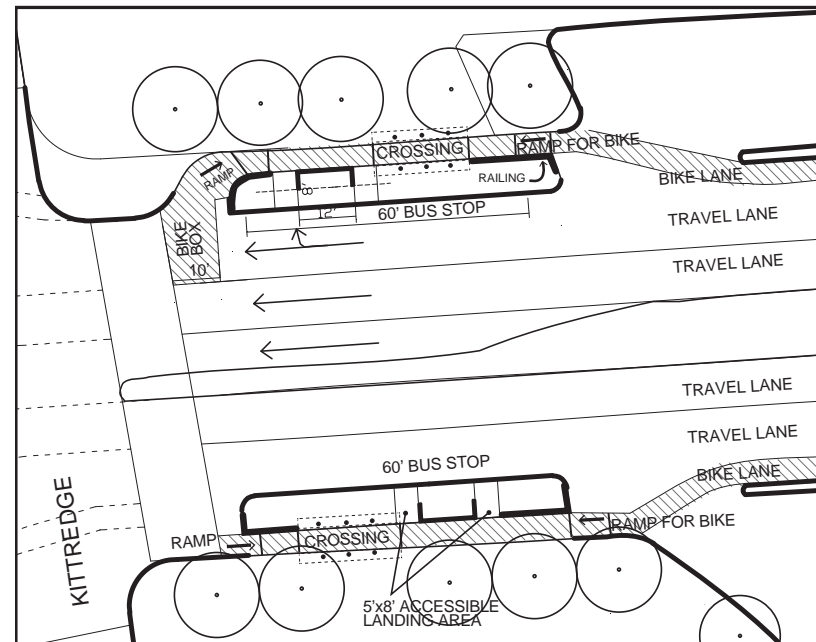 CROSSING
RAMP FOR BIKE
RAMP
RAILING
BIKE LANE
8'
12'
60' BUS STOP
TRAVEL LANE
BIKE
BOX
10'
TRAVEL LANE
TRAVEL LANE
TRAVEL LANE
60' BUS STOP
BIKE LANE
KITTREDGE
RAMP
CROSSING
RAMP FOR BIKE
5'x8' ACCESSIBLE
LANDING AREA